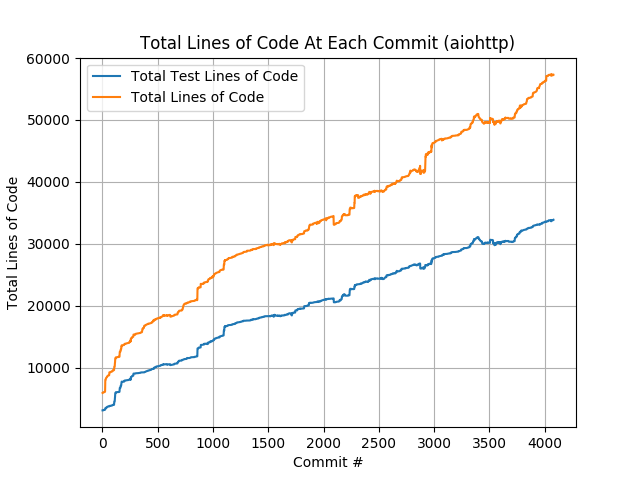 Total Lines of Code At Each Commit (aiohttp)
Total Test Lines of Code
Total Lines of Code
60000
50000
40000
30000
20000
10000
Total Lines of Code
0 500 1000 1500 2000 2500 3000 3500 4000
Commit #